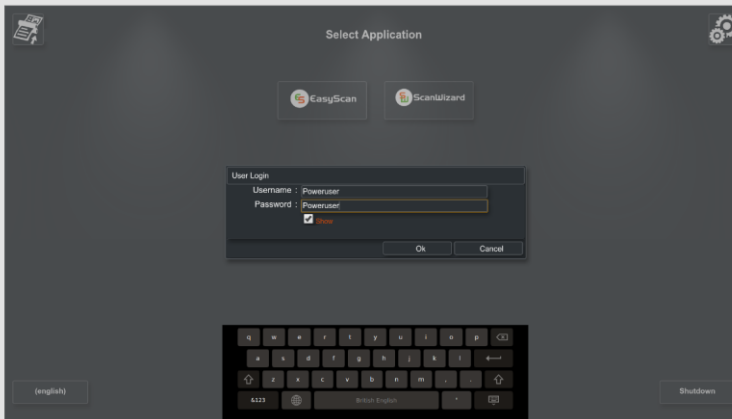 Select Application
EasyScan
ScanWizard
User Login
Username : Poweruser
Password : Poweruser
Show
Ok Cancel
q w e r t y u i o p
a s d f g h j k l
z x c v b n m , .
&123 British English '
(english)
Shutdown